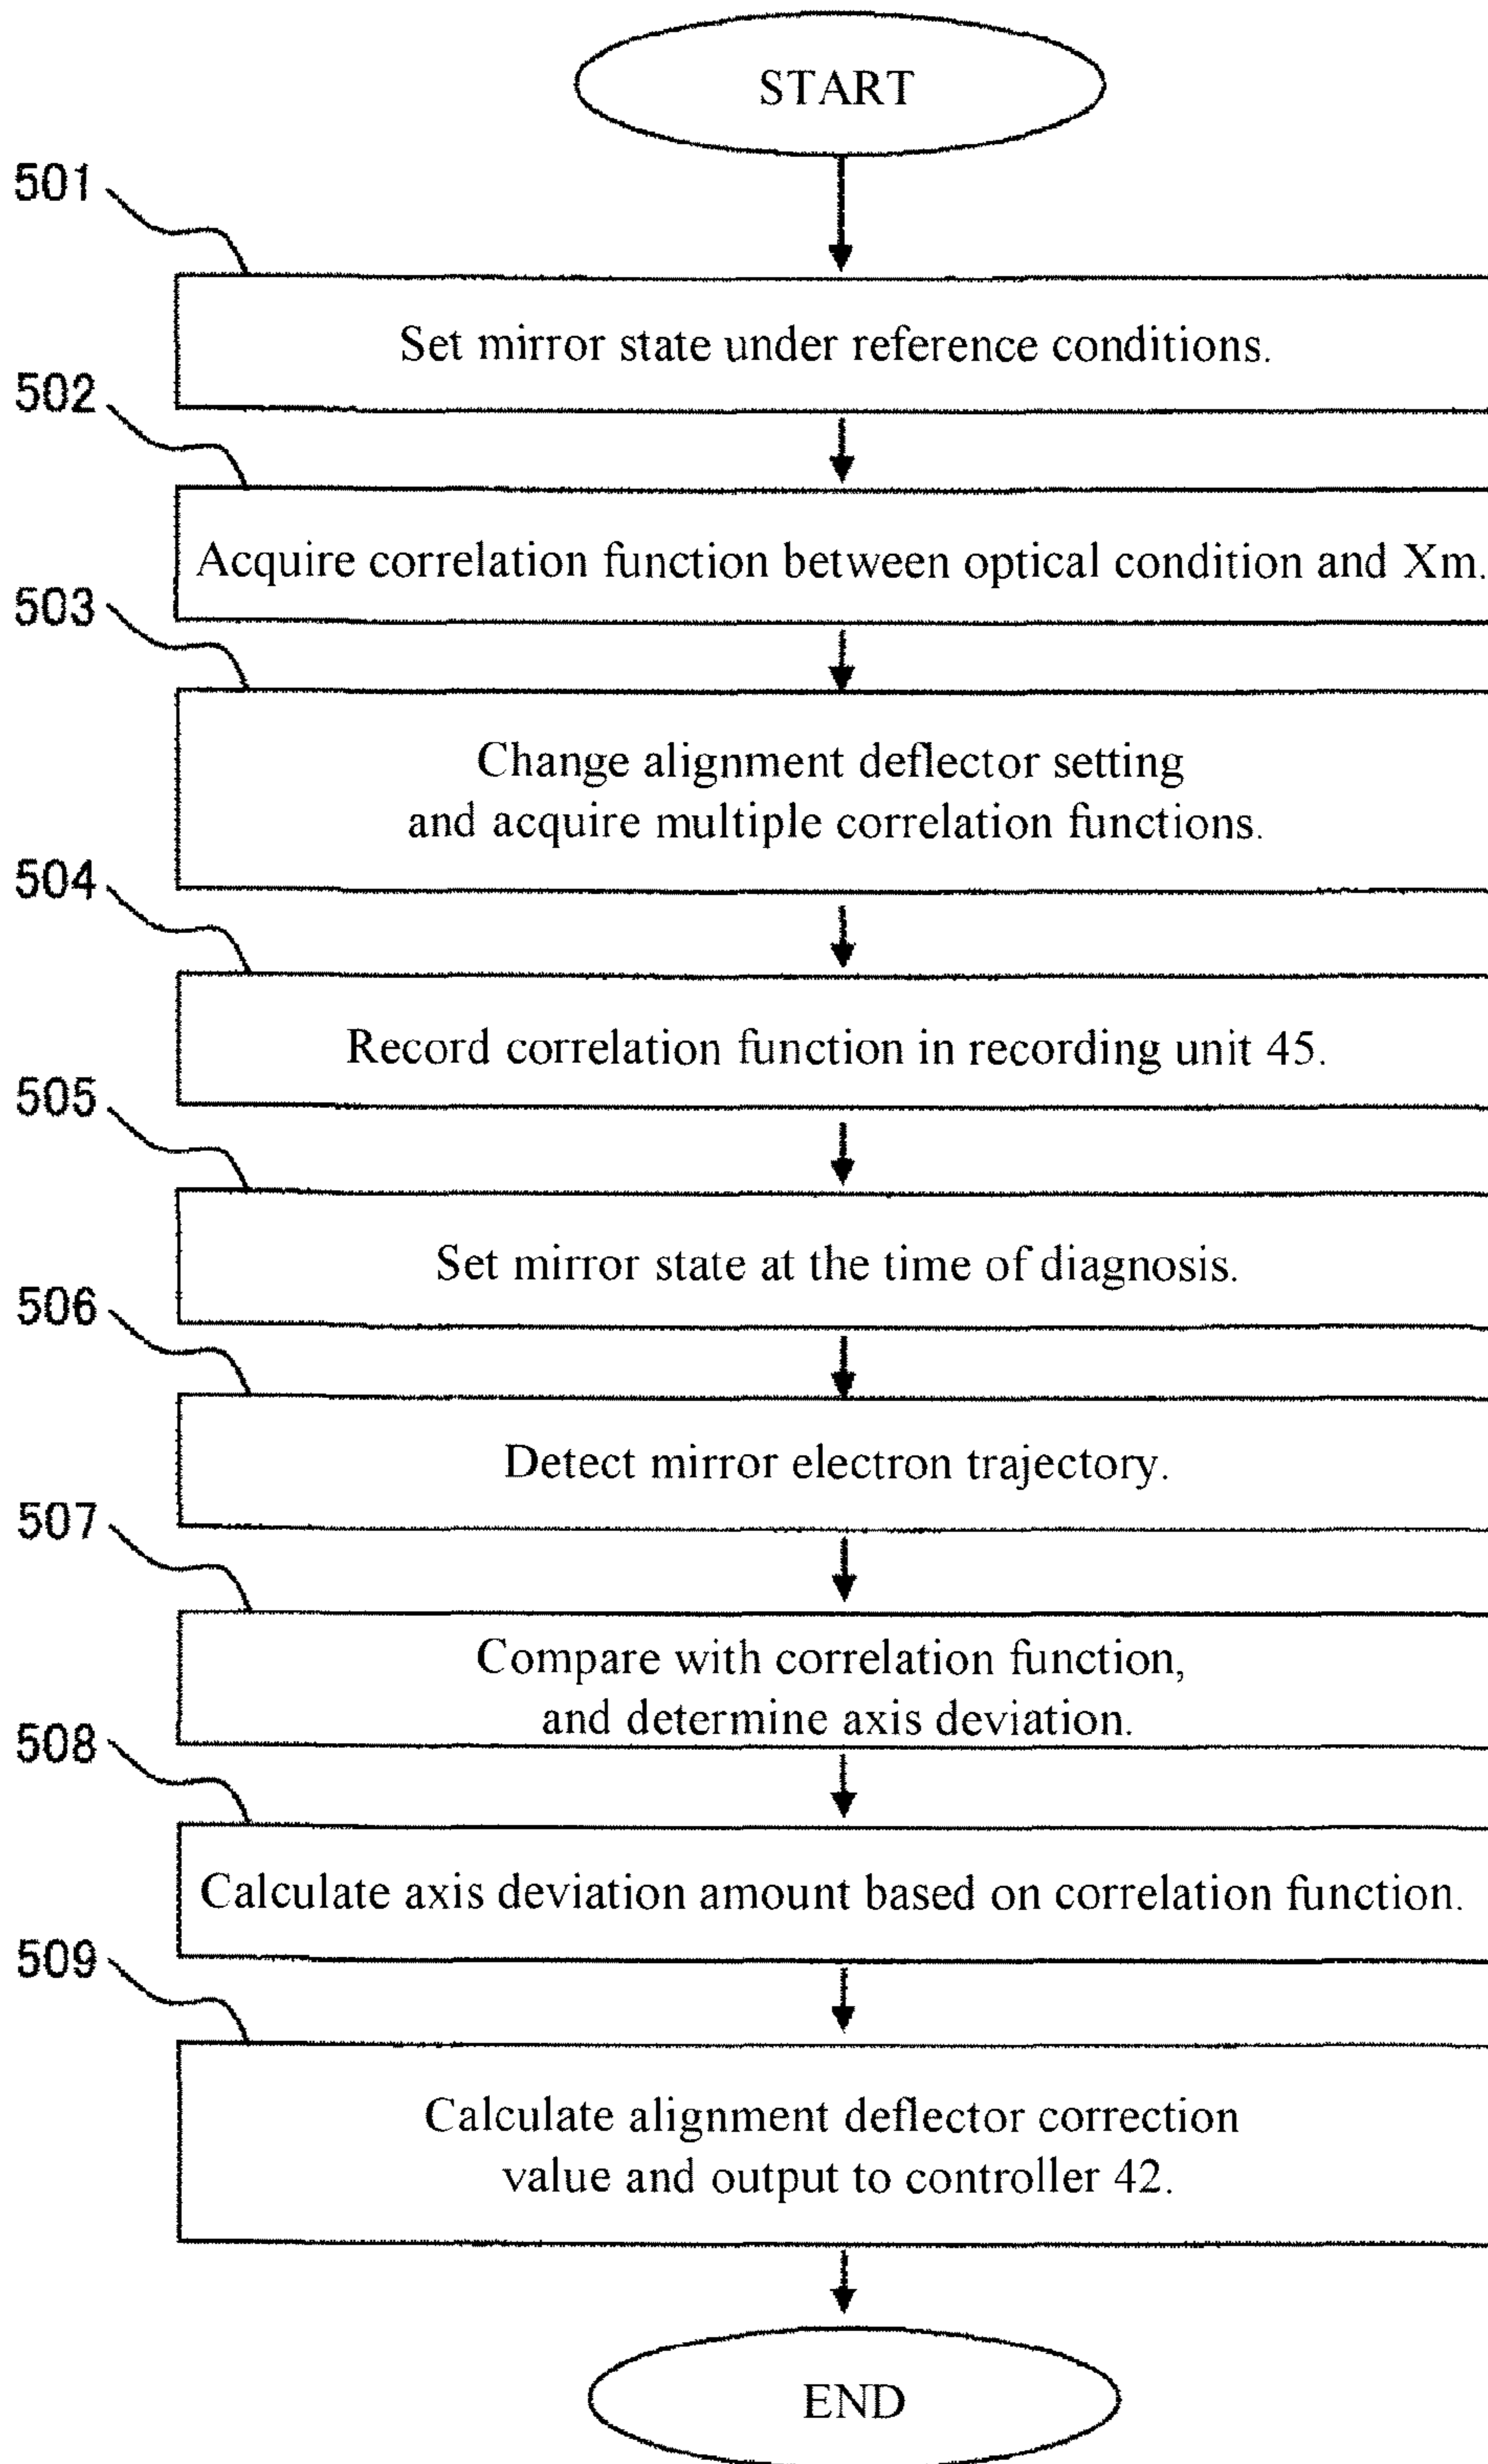 START
501
Set mirror state under reference conditions.
502
Acquire correlation function between optical condition and Xm.
503
Change alignment deflector setting
and acquire multiple correlation functions.
504
Record correlation function in recording unit 45.
505
Set mirror state at the time of diagnosis.
506
Detect mirror electron trajectory.
507
Compare with correlation function,
and determine axis deviation.
508
Calculate axis deviation amount based on correlation function.
509
Calculate alignment deflector correction
value and output to controller 42.
END